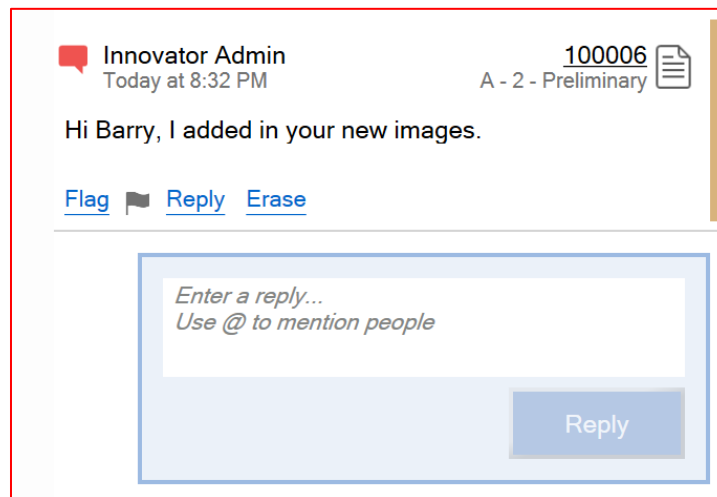 Innovator Admin
100006
Today at 8:32 PM
A - 2 - Preliminary
Hi Barry, I added in your new images.
Flag Reply Erase
Enter a reply...
Use @ to mention people
Reply